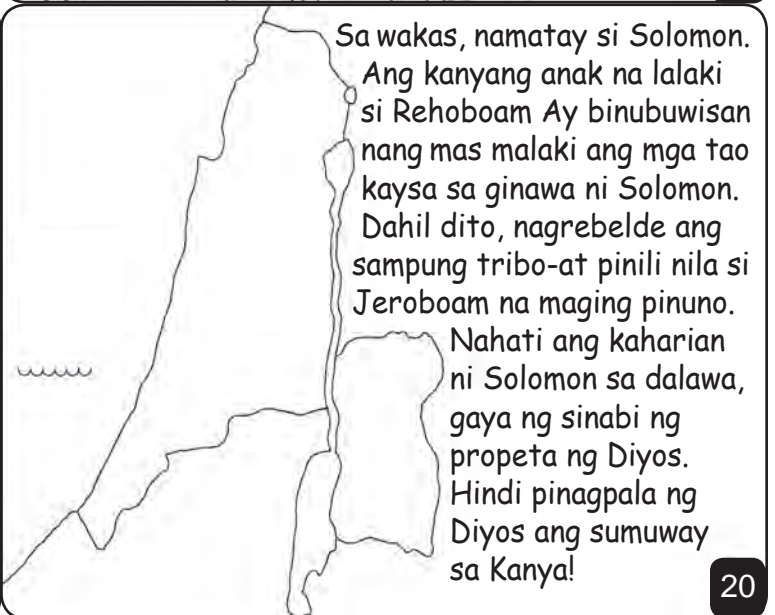 Sa wakas, namatay si Solomon.
Ang kanyang anak na lalaki
si Rehoboam Ay binubuwisan
nang mas malaki ang mga tao
kaysa sa ginawa ni Solomon.
Dahil dito, nagrebelde ang
sampung tribo-at pinili nila si
Jeroboam na maging pinuno.
Nahati ang kaharian
ni Solomon sa dalawa,
gaya ng sinabi ng
propeta ng Diyos.
Hindi pinagpala ng
Diyos ang sumuway
sa Kanya!
20